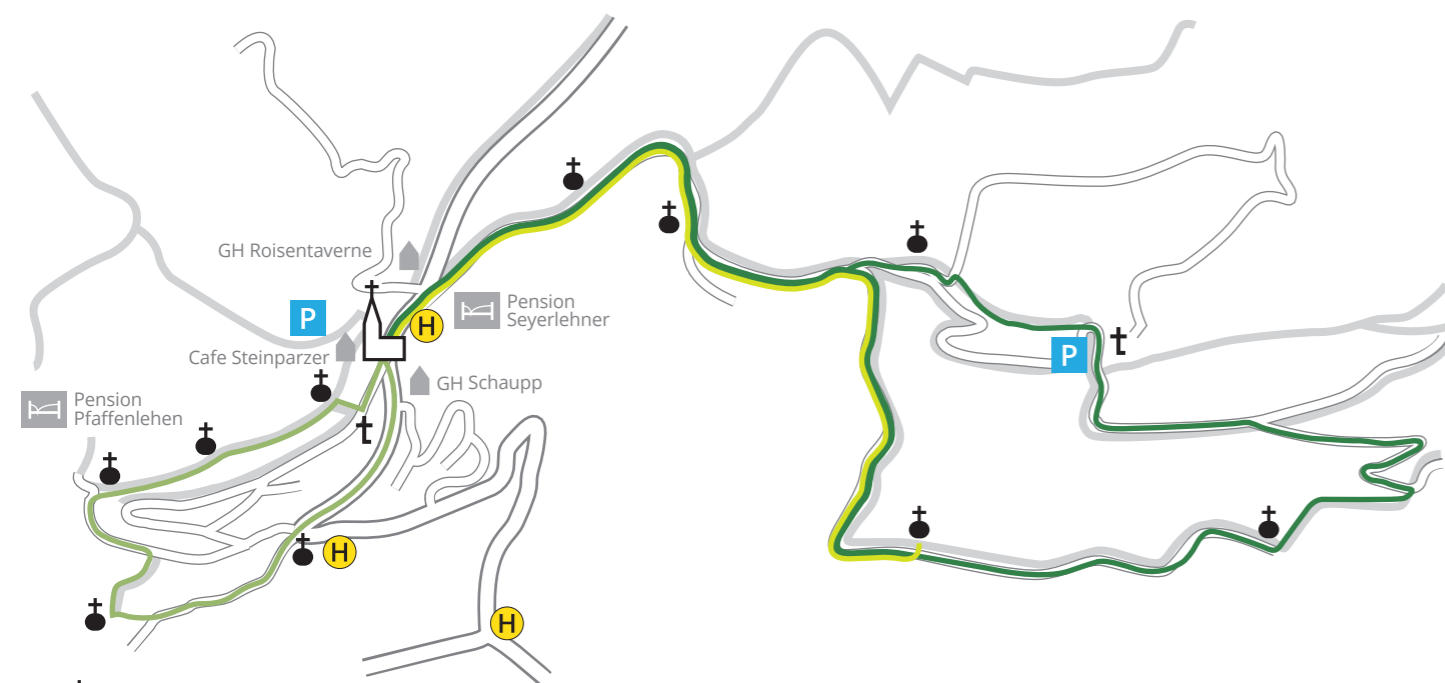 GH Roisentaverne
P
H
Pension
Seyerlehner
Cafe Steinparzer
P
GH Schaupp
Pension
Pfaffenlehen
H
H